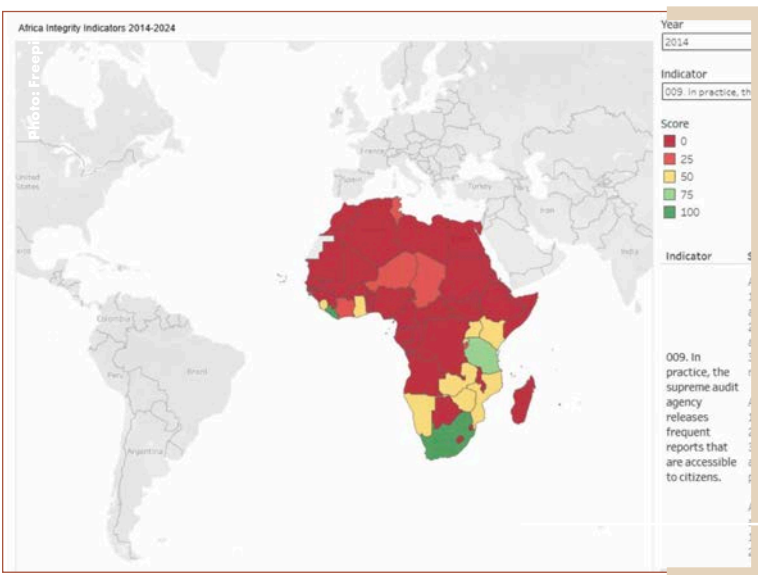 Africa Integrity Indicators 2014-2024
Photo: Freepi
United
States
Colombia
Peru
Brazil
Argentina
France
Spain
Turkey
Iran
India
Year
2014
Indicator
009. In practice, th
Score
0
25
50
75
100
Indicator
009. In
practice, the
supreme audit
agency
releases
frequent
reports that
are accessible
to citizens.